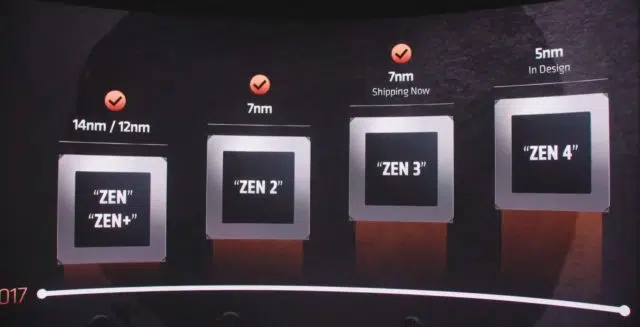 14nm / 12nm
"ZEN"
"ZEN+"
7nm
"ZEN 2"
7nm
Shipping Now
"ZEN 3"
5nm
In Design
"ZEN 4"
017